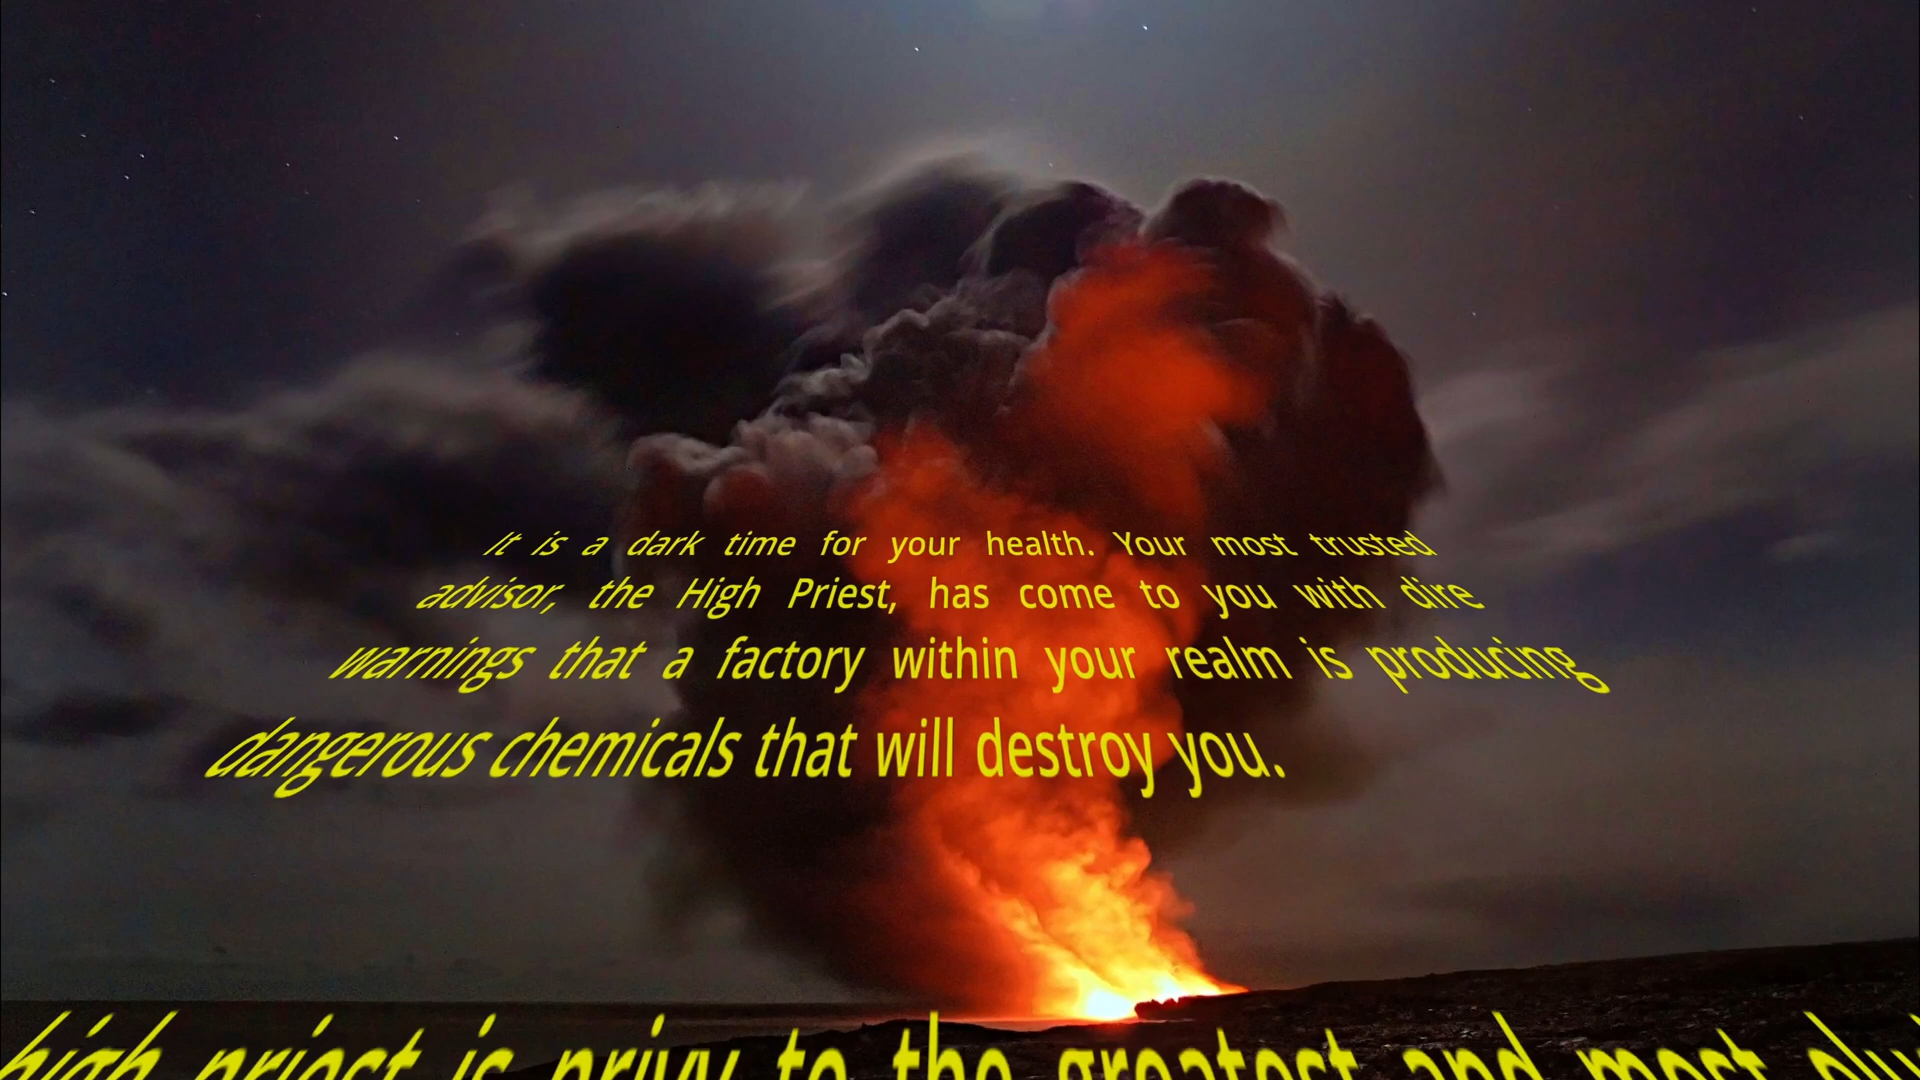 It is a dark time for your health. Your most trusted
advisor, the High Priest, has come to you with dire
warnings that a factory within your realm is producing
dangerous chemicals that will destroy you.
high priest is privy to the greatest and most